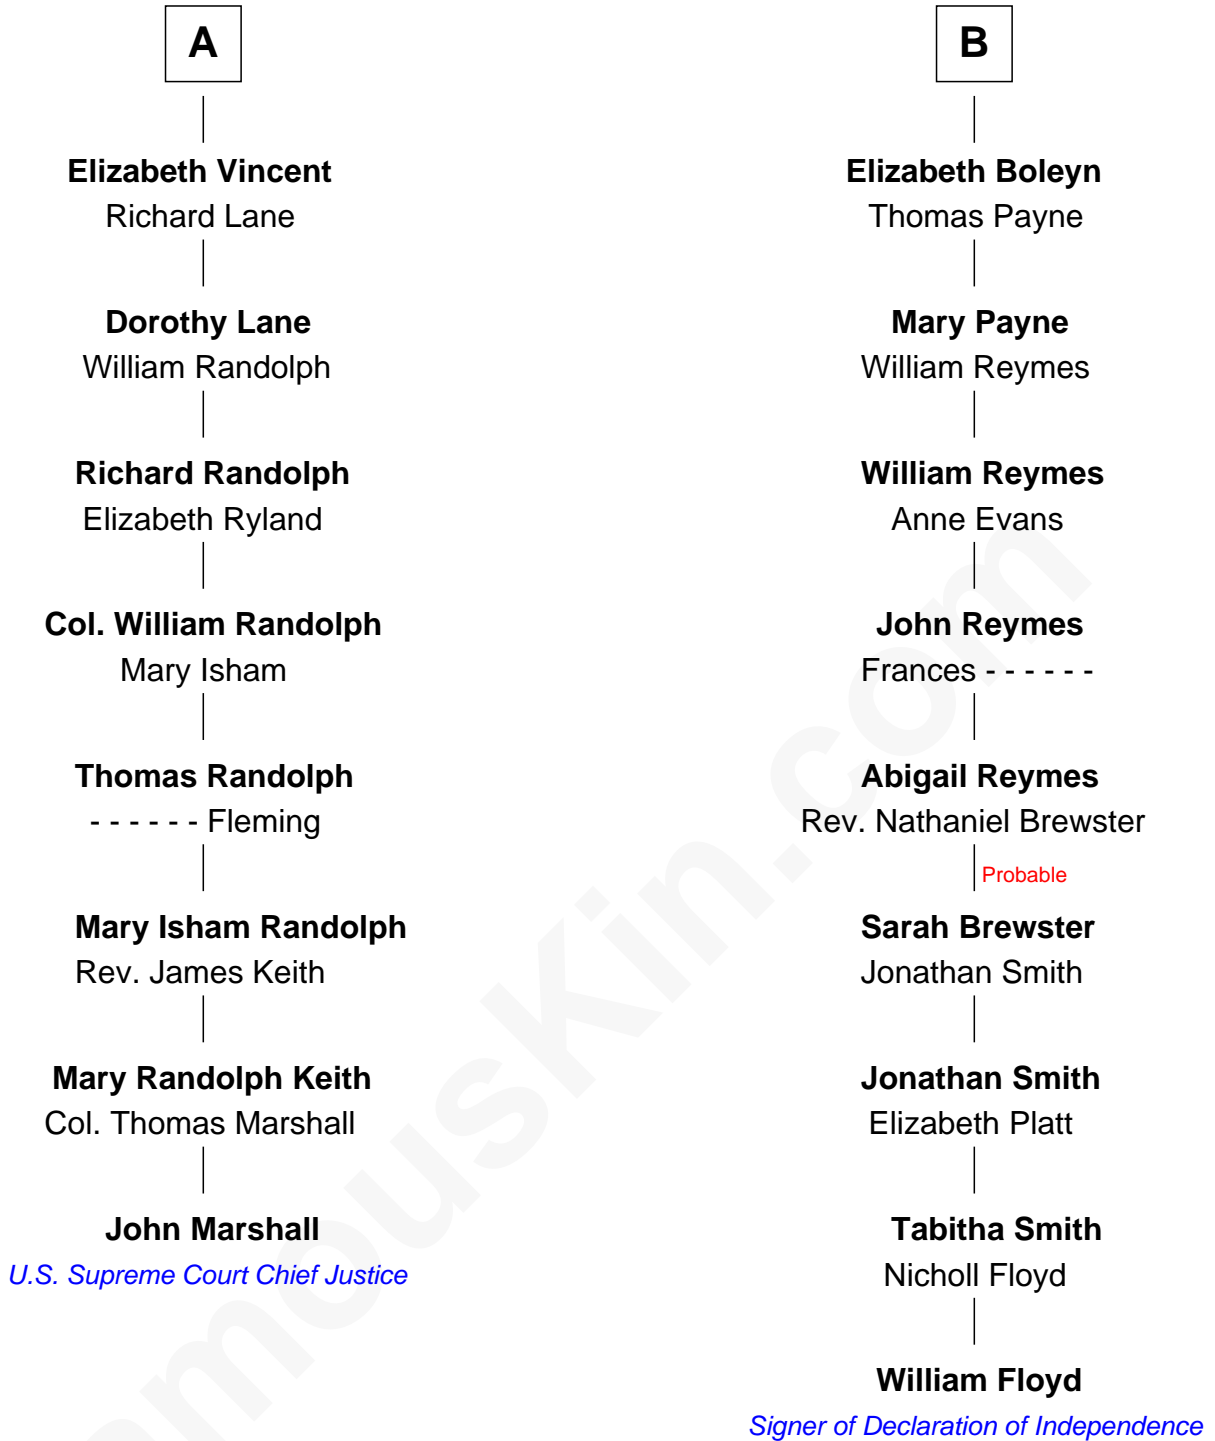 A
Elizabeth Vincent
Richard Lane
Dorothy Lane
William Randolph
Richard Randolph
Elizabeth Ryland
Col. William Randolph
Mary Isham
Thomas Randolph
- - - - - - Fleming
Mary Isham Randolph
Rev. James Keith
Mary Randolph Keith
Col. Thomas Marshall
John Marshall
U.S. Supreme Court Chief Justice
B
Elizabeth Boleyn
Thomas Payne
Mary Payne
William Reymes
William Reymes
Anne Evans
John Reymes
Frances - - - - - -
Abigail Reymes
Rev. Nathaniel Brewster
Probable
Sarah Brewster
Jonathan Smith
Jonathan Smith
Elizabeth Platt
Tabitha Smith
Nicholl Floyd
William Floyd
Signer of Declaration of Independence
amouskin.com